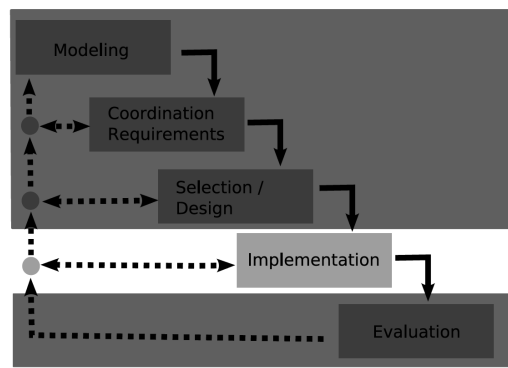 Modeling
Coordination
Requirements
Selection /
Design
Implementation
Evaluation